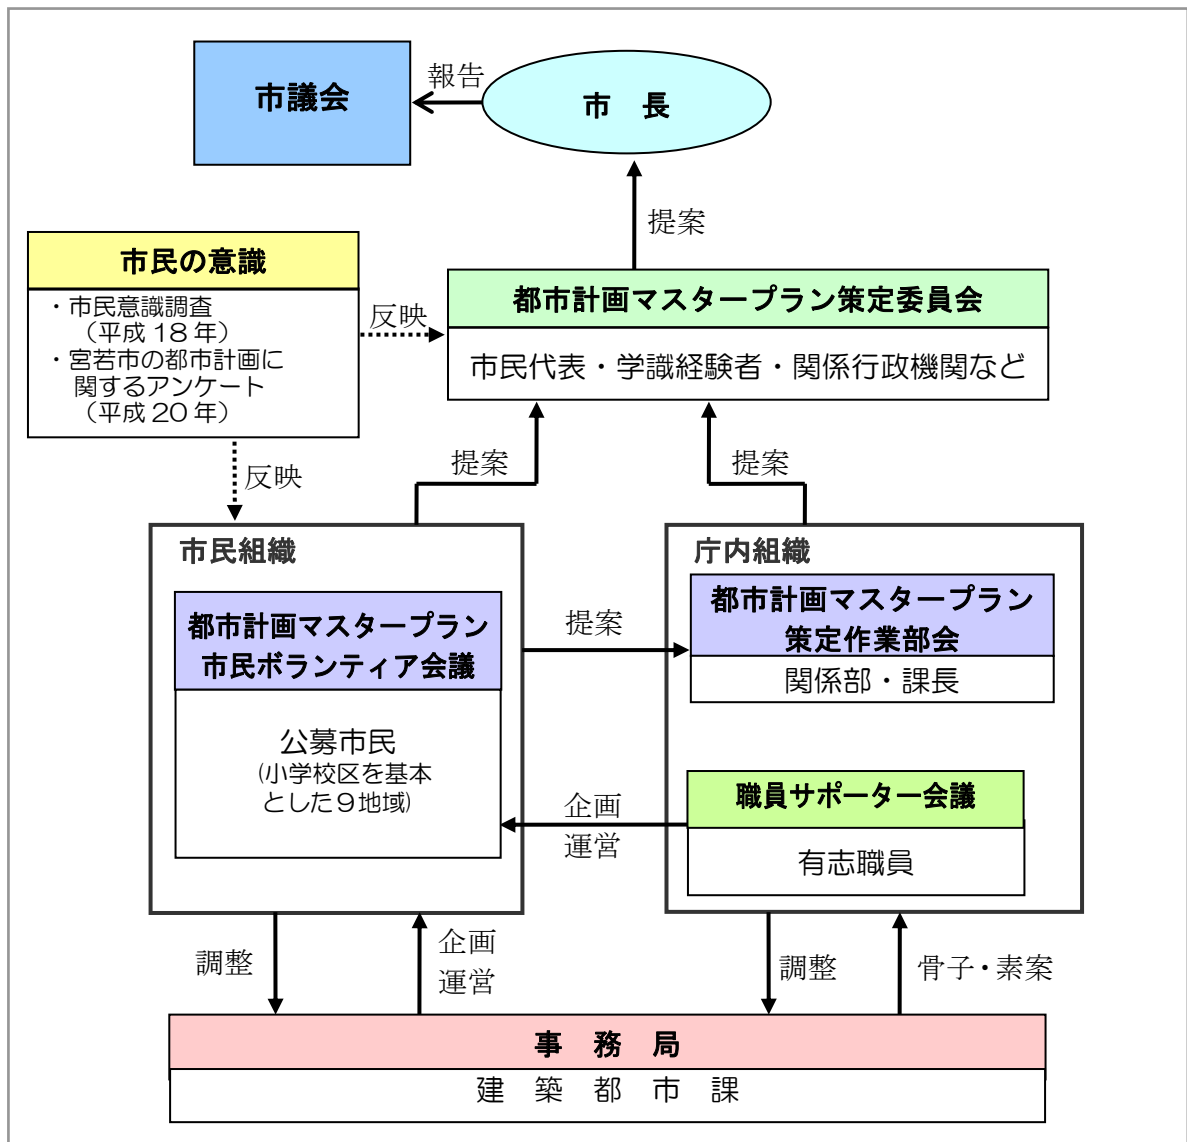 市議会
報告
市　長
提案
市民の意識
・市民意識調査
（平成 18 年）
・宮若市の都市計画に
関するアンケート
（平成 20 年）
反映
都市計画マスタープラン策定委員会
市民代表・学識経験者・関係行政機関など
反映
提案
提案
市民組織
都市計画マスタープラン
市民ボランティア会議
公募市民
（小学校区を基本
とした９地域）
提案
企画
運営
庁内組織
都市計画マスタープラン
策定作業部会
関係部・課長
職員サポーター会議
有志職員
調整
企画
運営
調整
骨子・素案
事　務　局
建　築　都　市　課